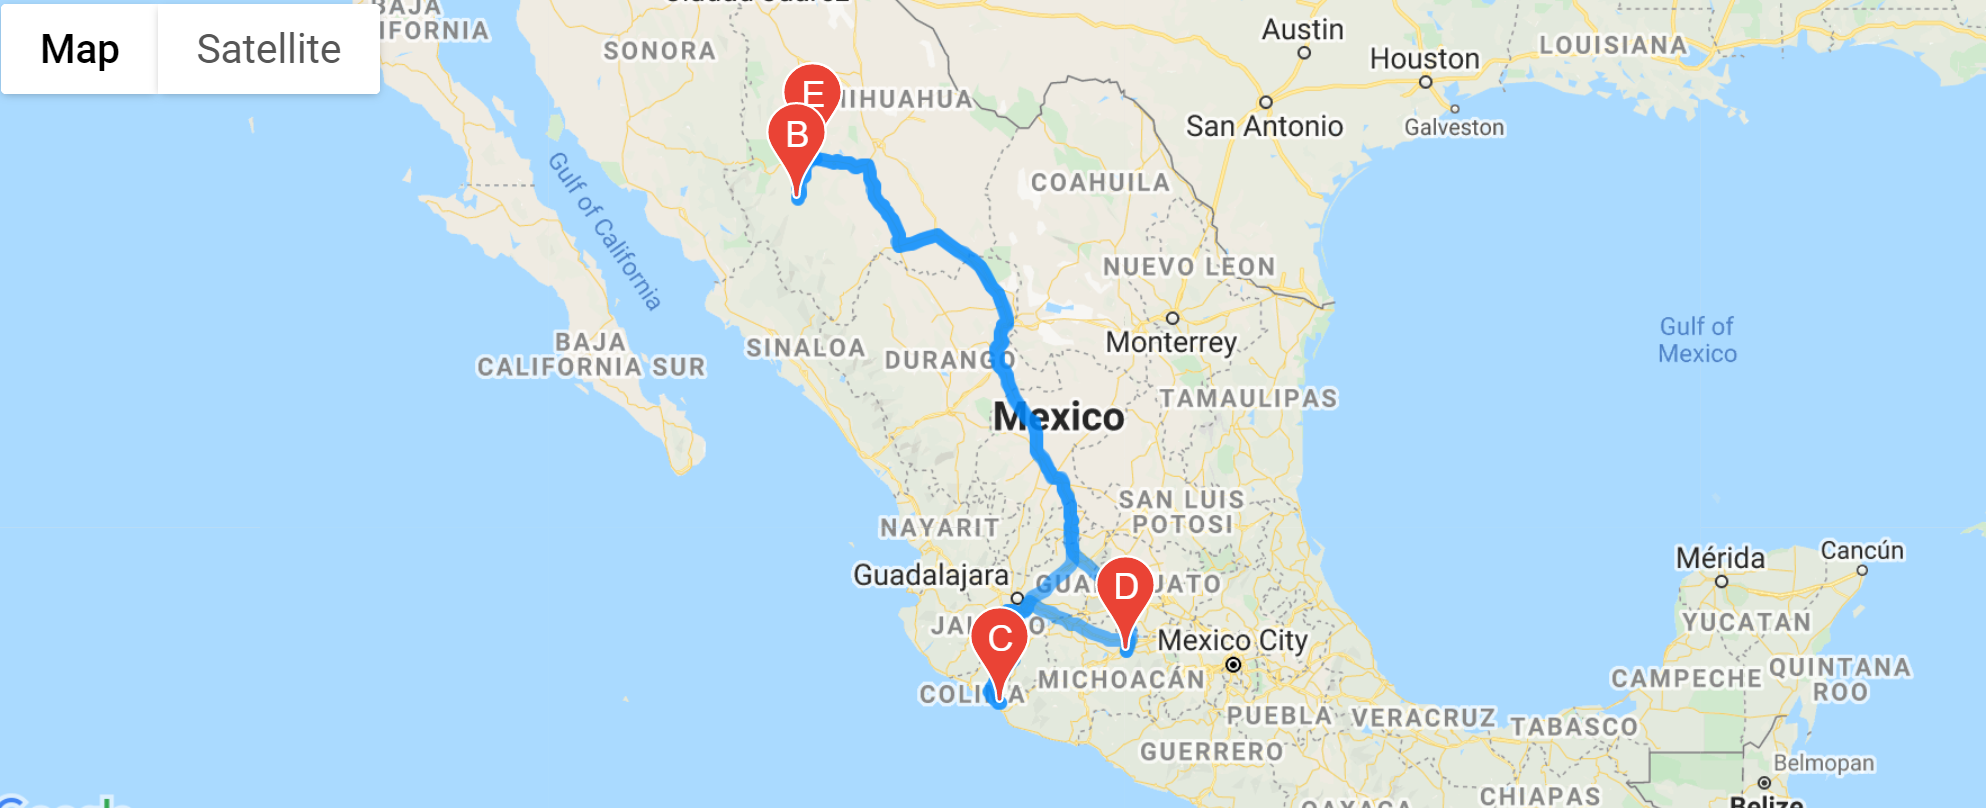 BAJA
IFORNIA
Map
Satellite
SONORA
Austin
Houston
LOUISIANA
E
IHUAHUA
B
San Antonio
Galveston
COAHUILA
Gulf of California
NUEVO LEON
Gulf of
Mexico
BAJA
CALIFORNIA SUR
SINALOA
DURANGO
Monterrey
TAMAULIPAS
Mexico
SAN LUIS
POTOSI
NAYARIT
Mérida
Cancún
Guadalajara
GUA
D
JATO
JAL
O
C
Mexico City
YUCATAN
COLI
A
MICHOACÁN
CAMPECHE
QUINTANA
ROO
PUEBLA
VERACRUZ
TABASCO
GUERRERO
Belmopan
CHIAPAS
OAXACA
Belize